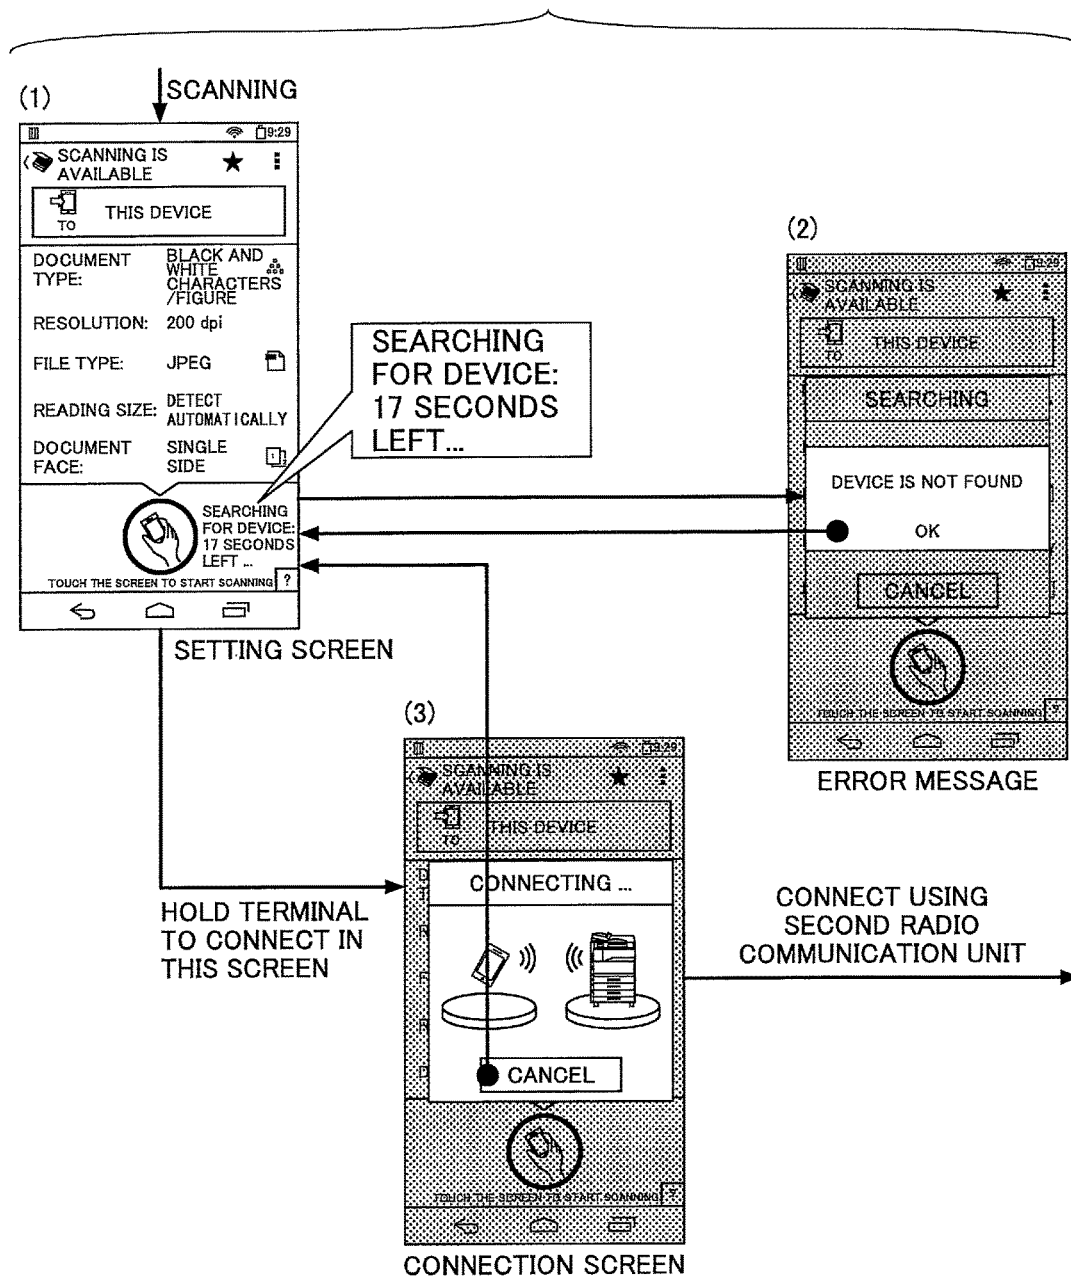 SCANNING
(1)
9:29
SCANNING IS
AVAILABLE
THIS DEVICE
TO
DOCUMENT
TYPE:
BLACK AND
WHITE
CHARACTERS
/FIGURE
RESOLUTION:
200 dpi
FILE TYPE:
JPEG
READING SIZE:
DETECT
AUTOMATICALLY
DOCUMENT
FACE:
SINGLE
SIDE
SEARCHING
FOR DEVICE:
17 SECONDS
LEFT ...
TOUCH THE SCREEN TO START SCANNING
?
SETTING SCREEN
SEARCHING
FOR DEVICE:
17 SECONDS
LEFT...
(2)
9:29
SCANNING IS
AVAILABLE
THIS DEVICE
TO
SEARCHING
DEVICE IS NOT FOUND
OK
CANCEL
TOUCH THE SCREEN TO START SCANNING
?
ERROR MESSAGE
(3)
9:29
SCANNING IS
AVAILABLE
THIS DEVICE
TO
D
T
R
F
R
D
CONNECTING ...
CANCEL
TOUCH THE SCREEN TO START SCANNING
?
CONNECTION SCREEN
HOLD TERMINAL
TO CONNECT IN
THIS SCREEN
CONNECT USING
SECOND RADIO
COMMUNICATION UNIT